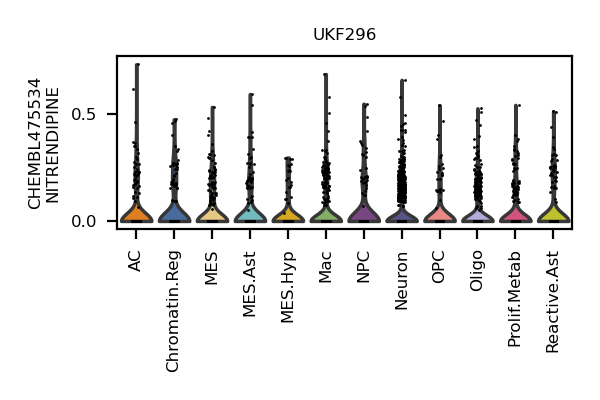 UKF296
CHEMBL475534
NITRENDIPINE
0.5
0.0
AC
Chromatin.Reg
MES
MES.Ast
MES.Hyp
Mac
NPC
Neuron
OPC
Oligo
Prolif.Metab
Reactive.Ast